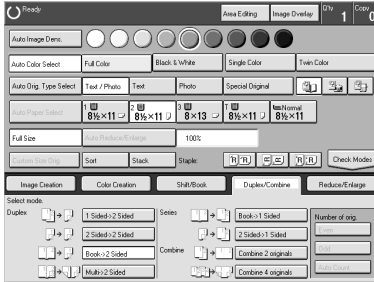 Ready Area Editing Image Overlay Q'ty 1 Copy 0
Auto Image Dens.
Auto Color Select Full Color Black & White Single Color Twin Color
Auto Orig. Type Select Text / Photo Text Photo Special Original
Auto Paper Select 1 8½×11 2 8½×11 3 8×13 T 8½×11 Normal 8½×11
Full Size Auto Reduce/Enlarge 100%
Custom Size Orig. Sort Stack Staple: Check Modes
Image Creation Color Creation Shift/Book Duplex/Combine Reduce/Enlarge
Select mode.
Duplex 1 Sided->2 Sided Series Book->1 Sided Number of orig.
2 Sided->2 Sided 2 Sided->1 Sided Even
Book->2 Sided Combine Combine 2 originals Odd
Multi->2 Sided Combine 4 originals Auto Count